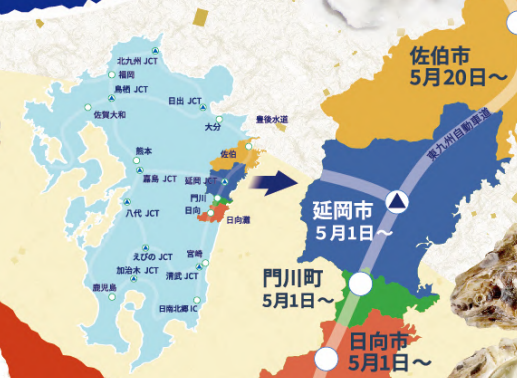 北九州 JCT
福岡
鳥栖 JCT
佐賀大和
日出 JCT
大分
豊後水道
佐伯
熊本
嘉島 JCT
延岡 JCT
門川
日向
日向灘
八代 JCT
えびの JCT
宮崎
加治木 JCT
清武 JCT
鹿児島
日南北郷 IC
佐伯市
5月20日～
東九州自動車道
延岡市
5月1日～
門川町
5月1日～
日向市
5月1日～